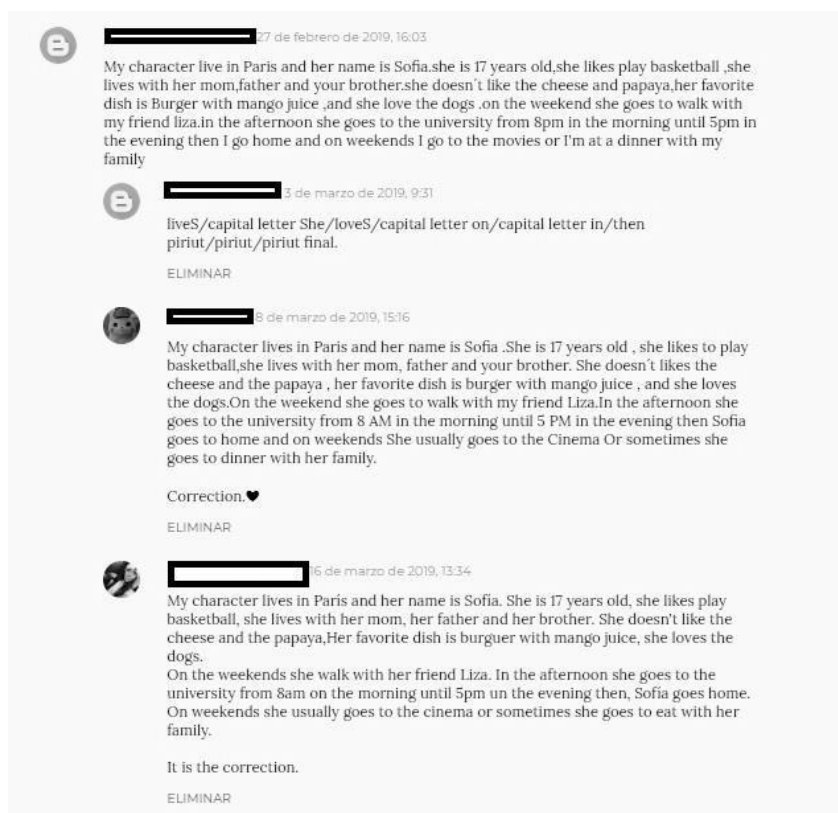 27 de febrero de 2019, 16:03
My character live in Paris and her name is Sofia.she is 17 years old,she likes play basketball ,she
lives with her mom,father and your brother.she doesn´t like the cheese and papaya,her favorite
dish is Burger with mango juice ,and she love the dogs .on the weekend she goes to walk with
my friend liza.in the afternoon she goes to the university from 8pm in the morning until 5pm in
the evening then I go home and on weekends I go to the movies or I'm at a dinner with my
family
3 de marzo de 2019, 9:31
liveS/capital letter She/loveS/capital letter on/capital letter in/then
piriut/piriut/piriut final.
ELIMINAR
8 de marzo de 2019, 15:16
My character lives in Paris and her name is Sofia .She is 17 years old , she likes to play
basketball,she lives with her mom, father and your brother. She doesn´t likes the
cheese and the papaya , her favorite dish is burger with mango juice , and she loves
the dogs.On the weekend she goes to walk with my friend Liza.In the afternoon she
goes to the university from 8 AM in the morning until 5 PM in the evening then Sofia
goes to home and on weekends She usually goes to the Cinema Or sometimes she
goes to dinner with her family.
Correction.♥
ELIMINAR
16 de marzo de 2019, 13:34
My character lives in París and her name is Sofía. She is 17 years old, she likes play
basketball, she lives with her mom, her father and her brother. She doesn't like the
cheese and the papaya,Her favorite dish is burguer with mango juice, she loves the
dogs.
On the weekends she walk with her friend Liza. In the afternoon she goes to the
university from 8am on the morning until 5pm un the evening then, Sofía goes home.
On weekends she usually goes to the cinema or sometimes she goes to eat with her
family.
It is the correction.
ELIMINAR